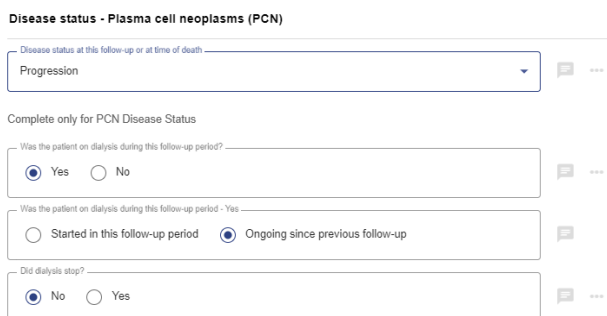 Disease status - Plasma cell neoplasms (PCN)
Disease status at this follow-up or at time of death
Progression
Complete only for PCN Disease Status
Was the patient on dialysis during this follow-up period?
Yes No
Was the patient on dialysis during this follow-up period - Yes
Started in this follow-up period Ongoing since previous follow-up
Did dialysis stop?
No Yes